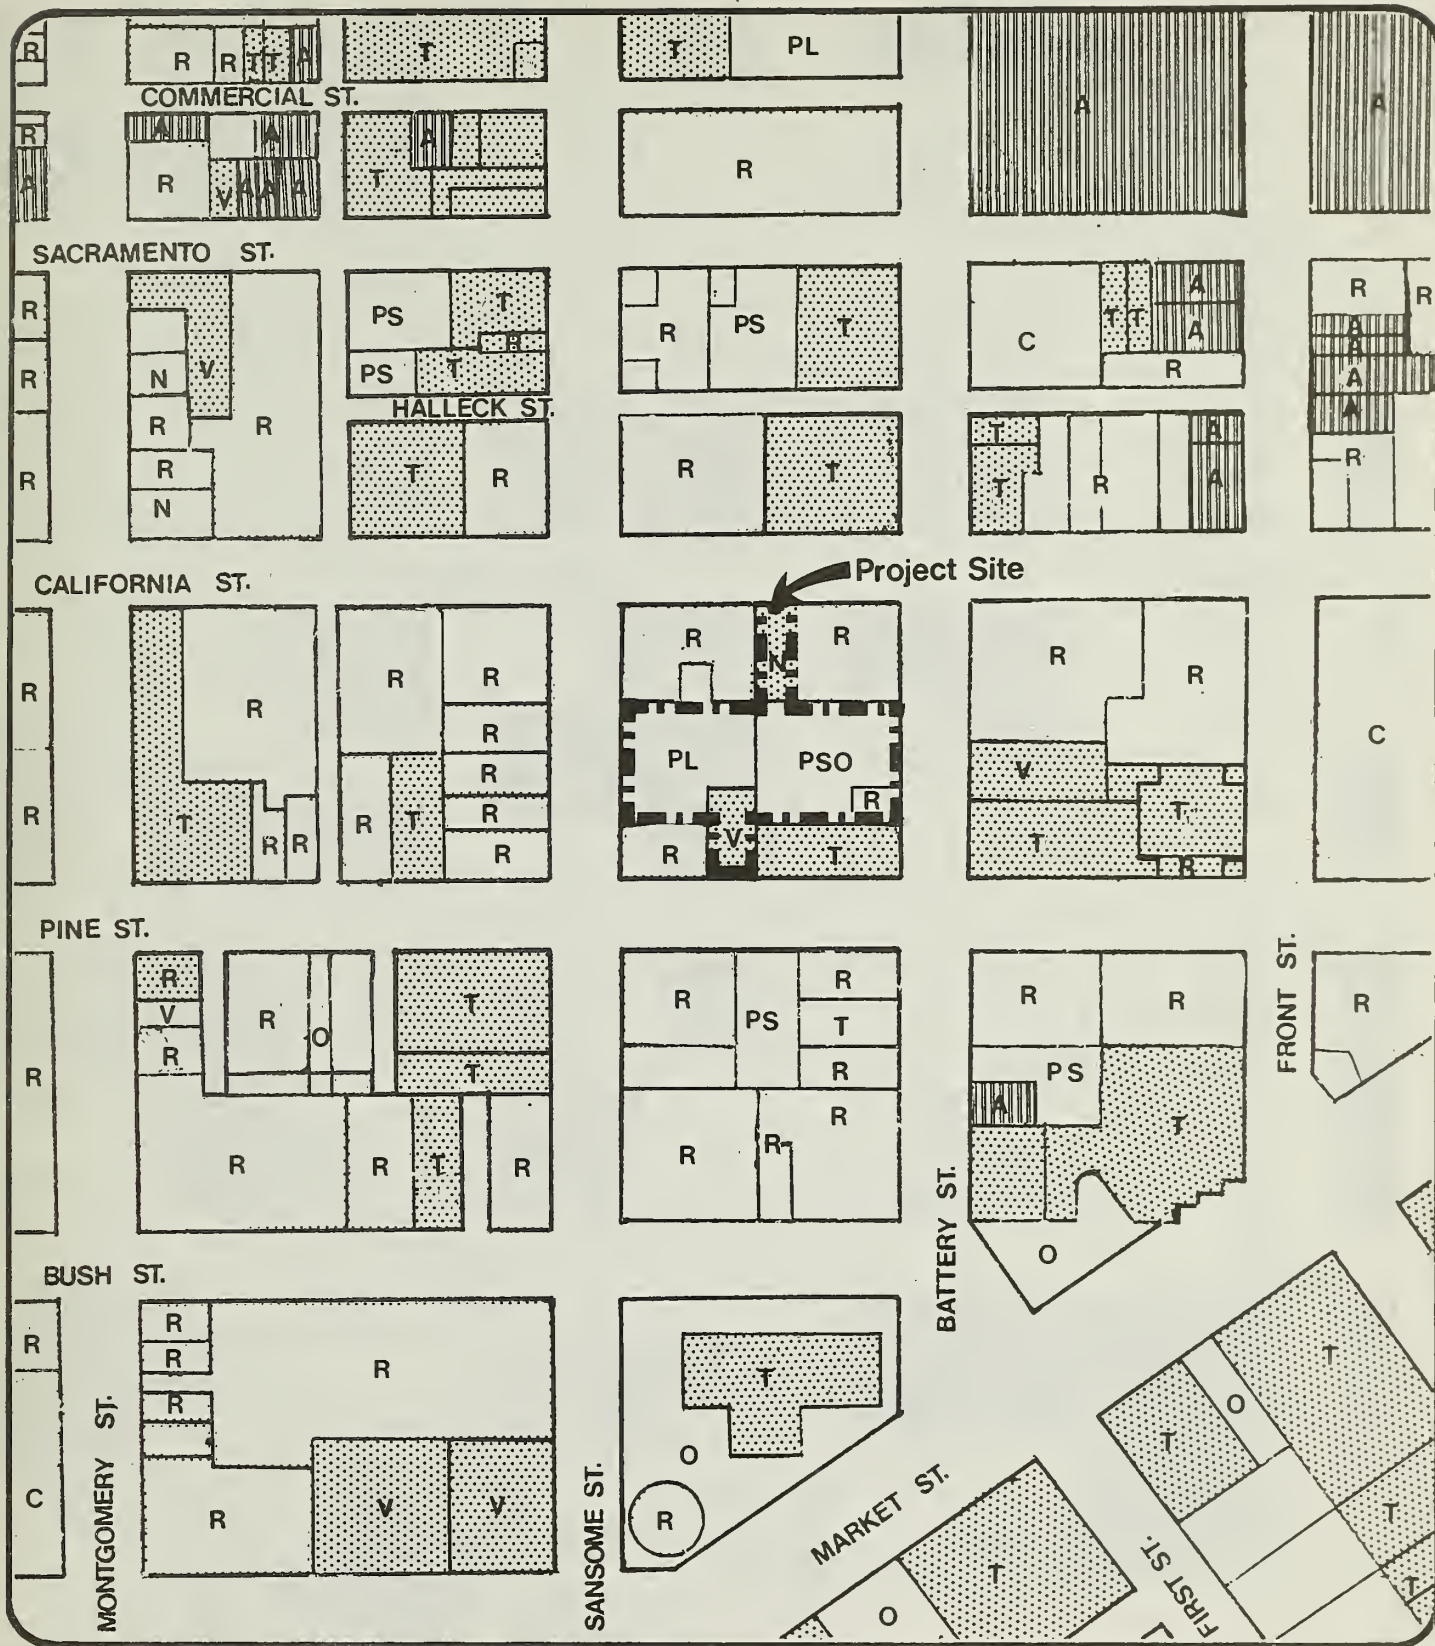 R R R T T A T T PL A A
COMMERCIAL ST.
R A A A
A R V A A A T R
SACRAMENTO ST.
R PS T R PS T C T T A A R R
R N V PS T R R A A A
HALLECK ST.
R R R T R R T T T R A A A R
R
N
CALIFORNIA ST.
Project Site
R R R R R N R R R C
R PL PSO V
R T R R R T R R R R R V T T T R
PINE ST.
FRONT ST.
R V R R O T T R PS R T R R R PS A T R
R R R T R R R R
BATTERY ST.
O
BUSH ST.
R R R R R T O T
C R V V R O T T T
MONTGOMERY ST.
SANSOME ST.
MARKET ST.
FIRST ST.
T O